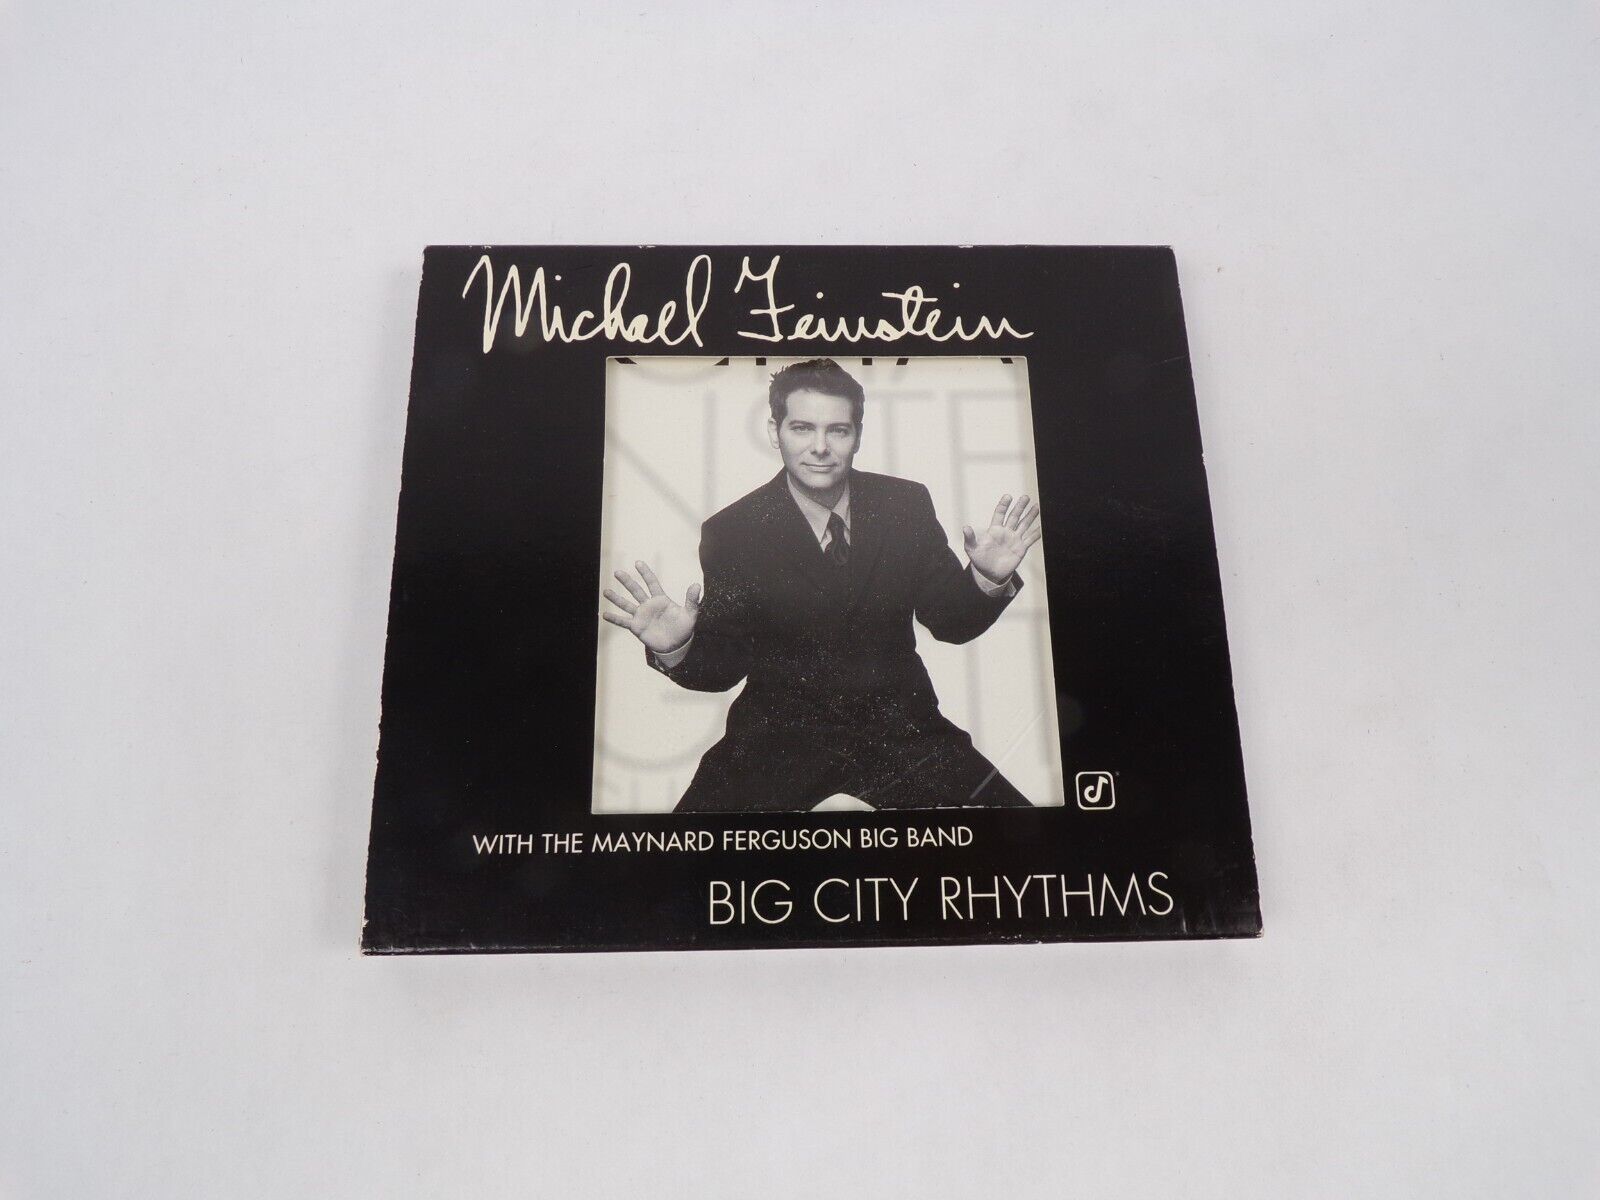 Michael Feinstein
WITH THE MAYNARD FERGUSON BIG BAND
BIG CITY RHYTHMS